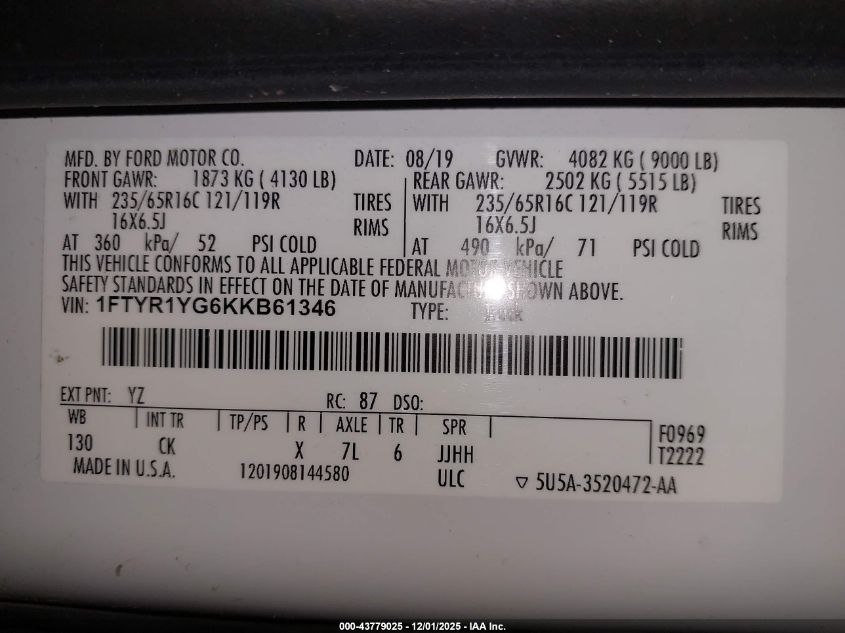 MFD. BY FORD MOTOR CO. DATE: 08/19 GVWR: 4082 KG ( 9000 LB)
FRONT GAWR: 1873 KG ( 4130 LB) REAR GAWR: 2502 KG ( 5515 LB)
WITH 235/65R16C 121/119R TIRES WITH 235/65R16C 121/119R TIRES
16X6.5J RIMS 16X6.5J RIMS
AT 360 kPa/ 52 PSI COLD AT 490 kPa/ 71 PSI COLD
THIS VEHICLE CONFORMS TO ALL APPLICABLE FEDERAL MOTOR VEHICLE
SAFETY STANDARDS IN EFFECT ON THE DATE OF MANUFACTURE SHOWN ABOVE.
VIN: 1FTYR1YG6KKB61346 TYPE: Truck
EXT PNT: YZ RC: 87 DSO:
WB INT TR TP/PS R AXLE TR SPR F0969
130 CK X 7L 6 JJHH T2222
MADE IN U.S.A. 1201908144580 ULC ▽ 5U5A-3520472-AA
000-43779025 - 12/01/2025 - IAA Inc.